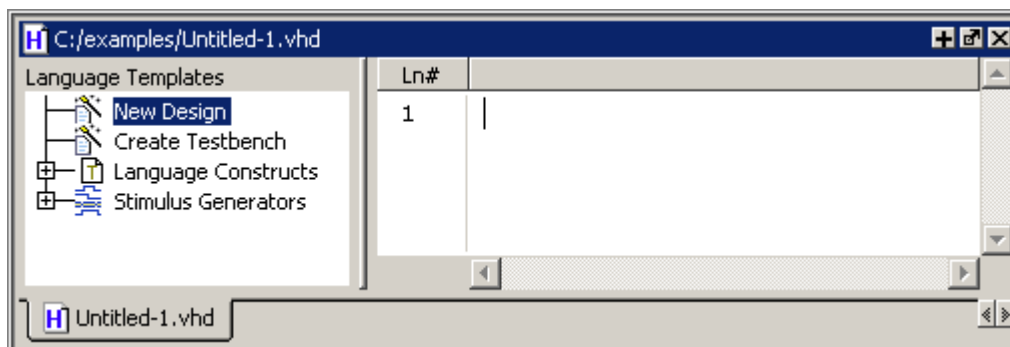 C:/examples/Untitled-1.vhd
Language Templates
New Design
Create Testbench
Language Constructs
Stimulus Generators
Ln#
1
Untitled-1.vhd